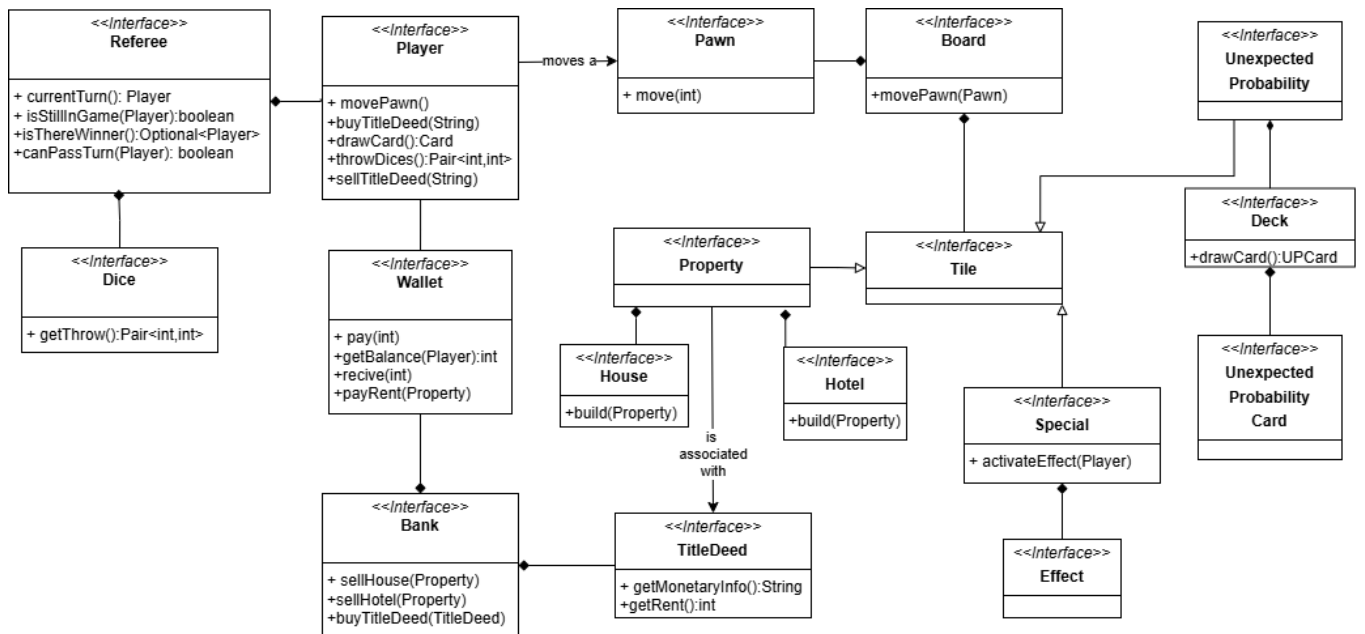 <<Interface>>
Referee
+ currentTurn(): Player
+ isStillInGame(Player):boolean
+isThereWinner():Optional<Player>
+canPassTurn(Player): boolean
<<Interface>>
Player
+ movePawn()
+buyTitleDeed(String)
+drawCard():Card
+throwDices():Pair<int,int>
+sellTitleDeed(String)
moves a
<<Interface>>
Pawn
+ move(int)
<<Interface>>
Board
+movePawn(Pawn)
<<Interface>>
Unexpected
Probability
<<Interface>>
Dice
+ getThrow():Pair<int,int>
<<Interface>>
Wallet
+ pay(int)
+getBalance(Player):int
+recive(int)
+payRent(Property)
<<Interface>>
Property
<<Interface>>
Tile
<<Interface>>
Deck
+drawCard():UPCard
<<Interface>>
House
+build(Property)
<<Interface>>
Hotel
+build(Property)
is
associated
with
<<Interface>>
Special
+ activateEffect(Player)
<<Interface>>
Unexpected
Probability
Card
<<Interface>>
Bank
+ sellHouse(Property)
+sellHotel(Property)
+buyTitleDeed(TitleDeed)
<<Interface>>
TitleDeed
+ getMonetaryInfo():String
+getRent():int
<<Interface>>
Effect